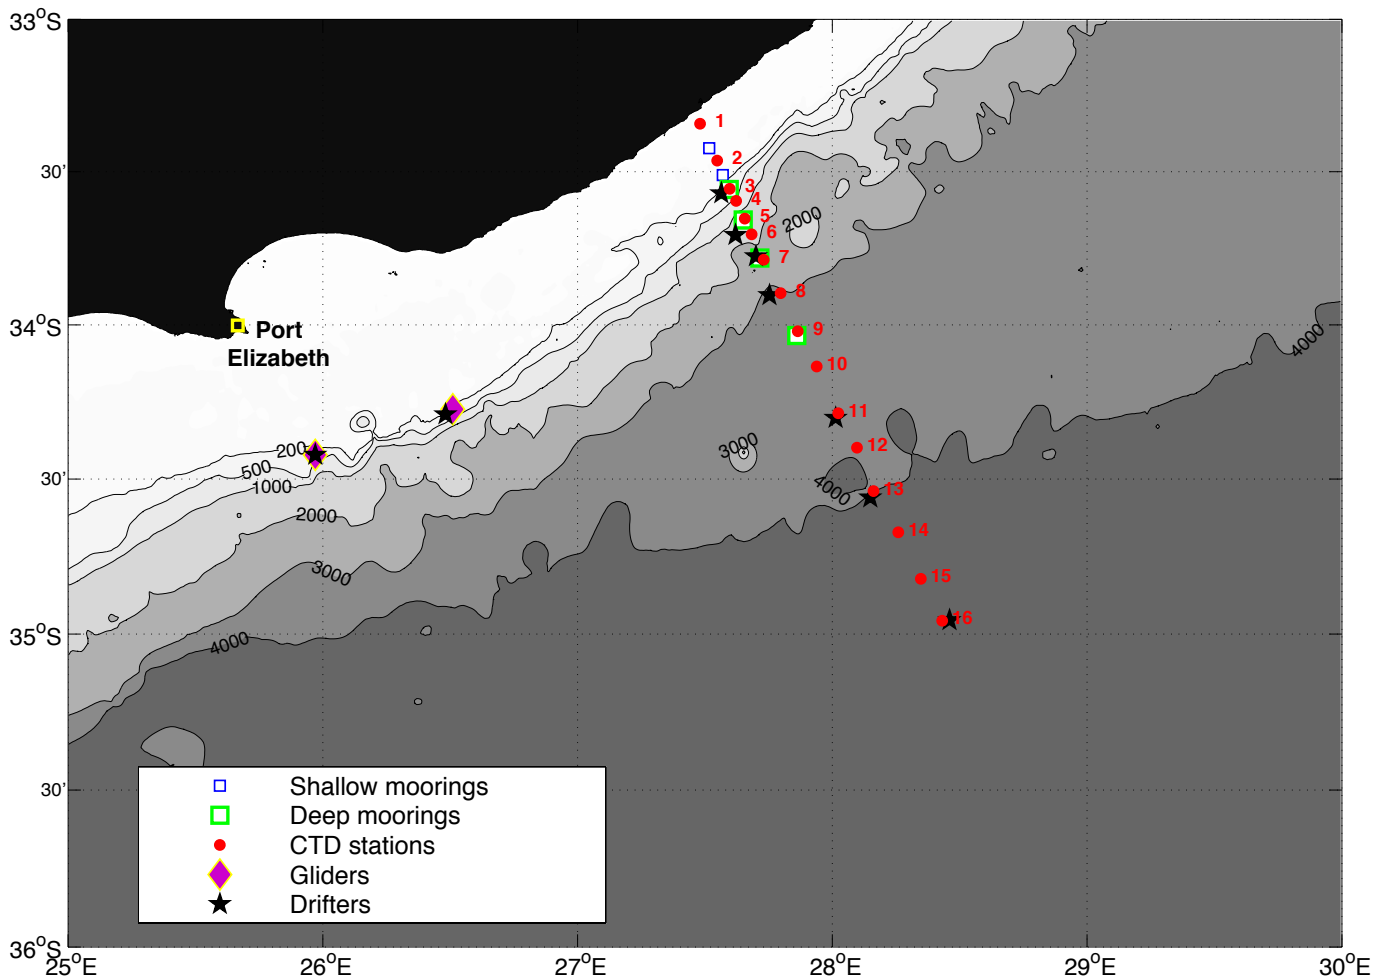 33°S
30'
34°S
30'
35°S
30'
36°S
25°E
26°E
27°E
28°E
29°E
30°E
1
2
3
4
5
6
7
8
9
10
11
12
13
14
15
16
2000
4000
3000
4000
200
500
1000
2000
3000
4000
Port
Elizabeth
Shallow moorings
Deep moorings
CTD stations
Gliders
Drifters